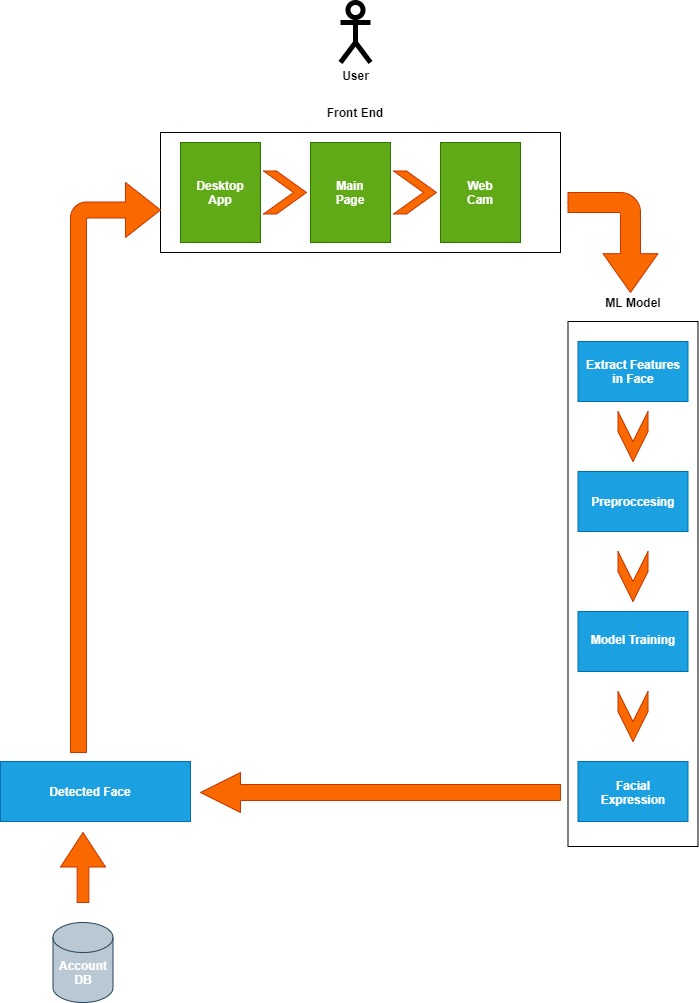 User
Front End
Desktop
App
Main
Page
Web
Cam
ML Model
Extract Features
in Face
Preproccesing
Model Training
Facial
Expression
Detected Face
Account
DB